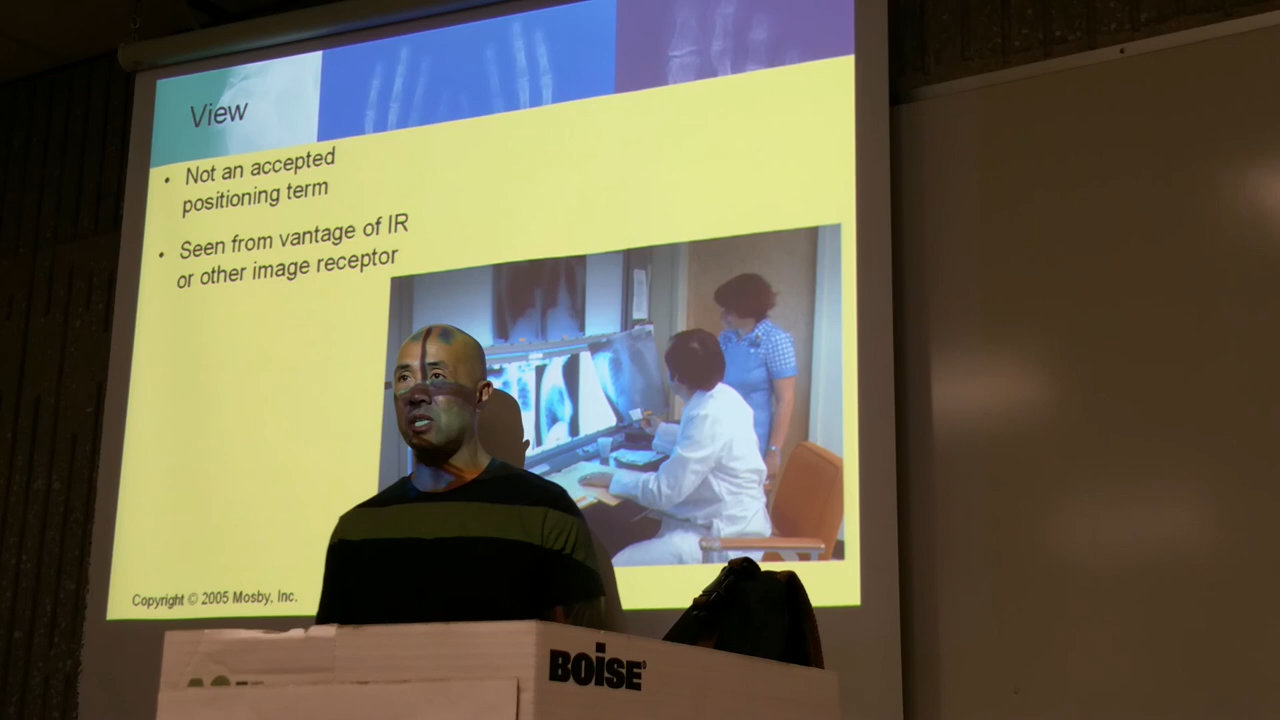 View
• Not an accepted
positioning term
• Seen from vantage of IR
or other image receptor
Copyright © 2005 Mosby, Inc.
BOiSE®